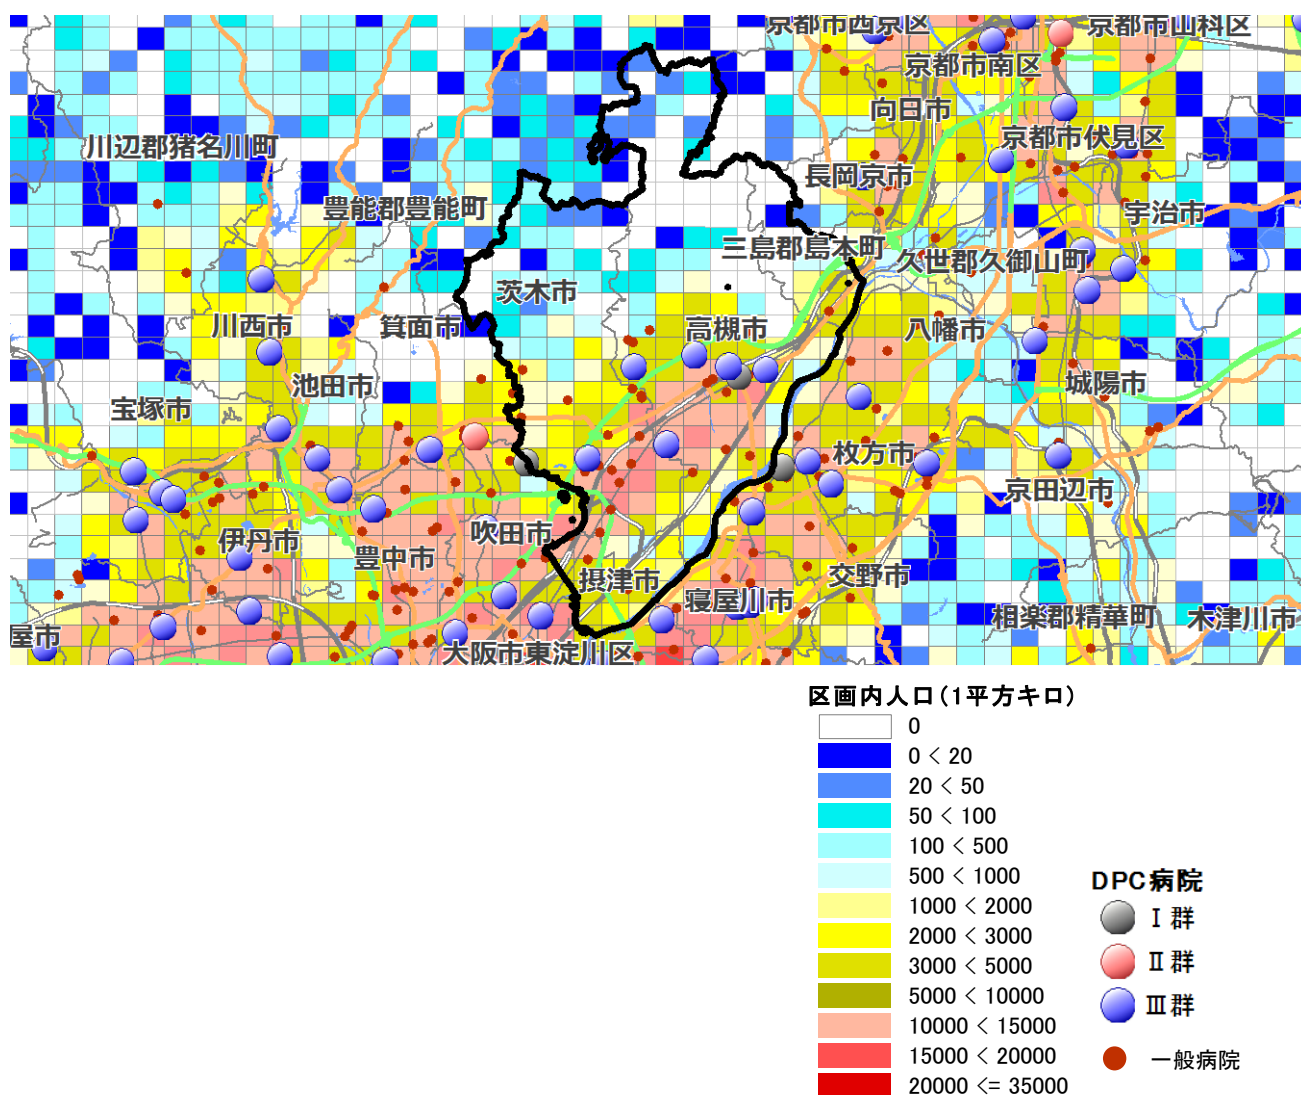 京都市西京区
京都市山科区
京都市南区
向日市
京都市伏見区
川辺郡猪名川町
長岡京市
豊能郡豊能町
宇治市
三島郡島本町
久世郡久御山町
茨木市
川西市
箕面市
高槻市
八幡市
池田市
城陽市
宝塚市
枚方市
京田辺市
吹田市
伊丹市
豊中市
摂津市
交野市
寝屋川市
相楽郡精華町
木津川市
屋市
大阪市東淀川区
区画内人口(1平方キロ)
0
0 < 20
20 < 50
50 < 100
100 < 500
500 < 1000
1000 < 2000
2000 < 3000
3000 < 5000
5000 < 10000
10000 < 15000
15000 < 20000
20000 <= 35000
DPC病院
Ⅰ群
Ⅱ群
Ⅲ群
一般病院